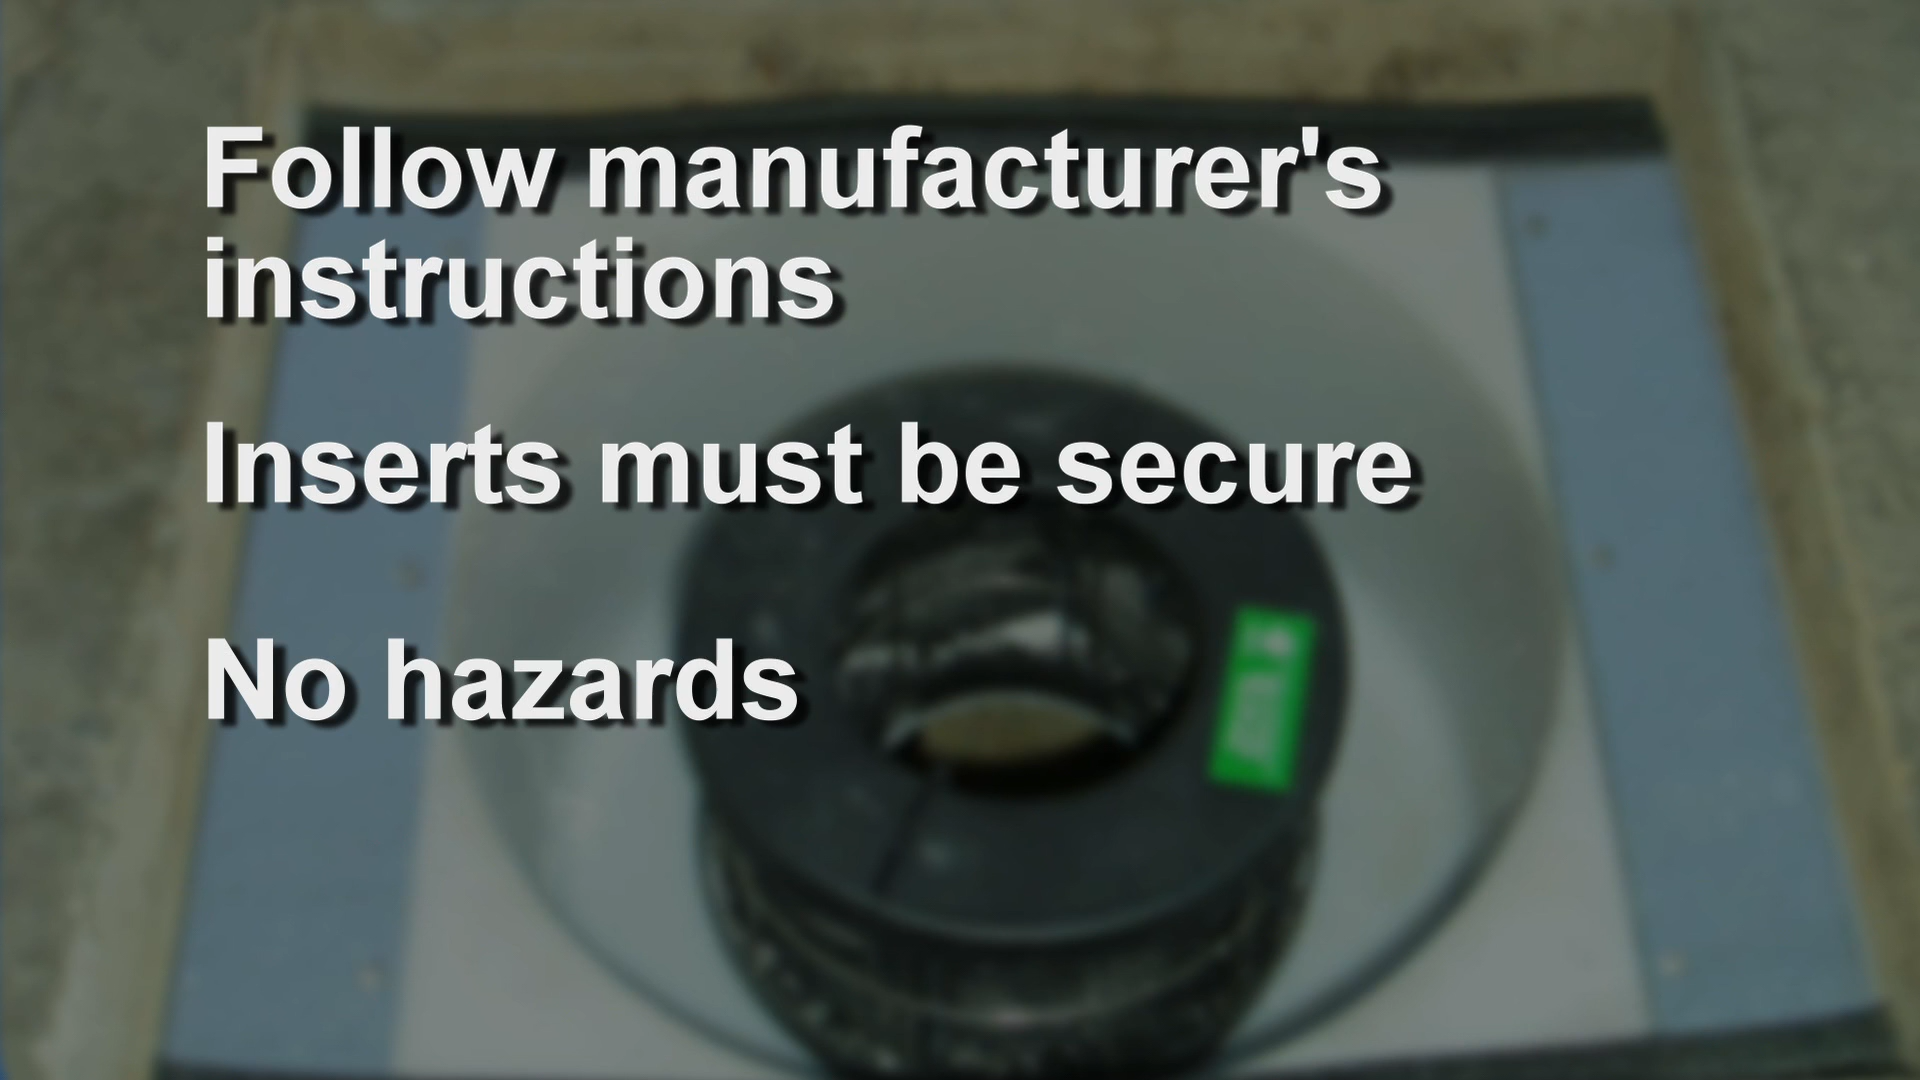 Follow manufacturer's
instructions
Inserts must be secure
No hazards